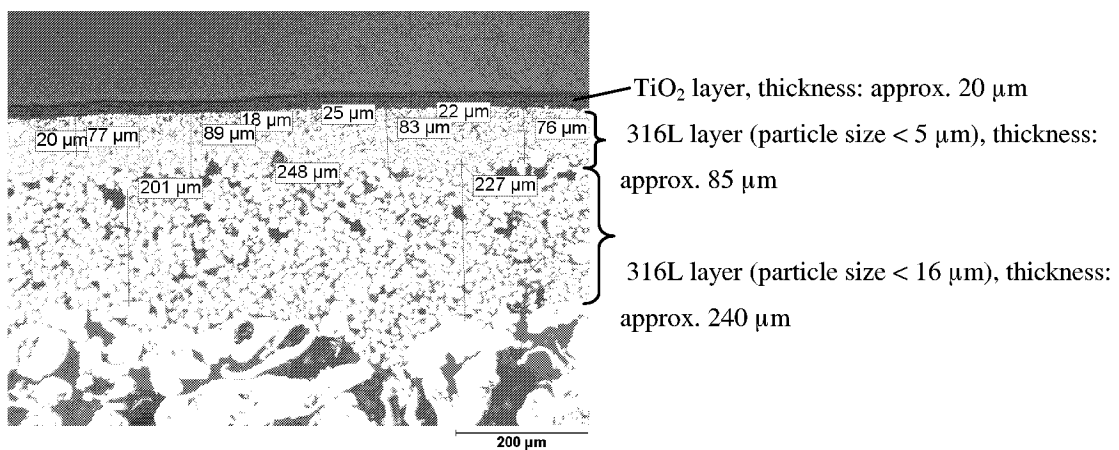 TiO₂ layer, thickness: approx. 20 µm
20 µm
77 µm
89 µm
18 µm
25 µm
83 µm
22 µm
76 µm
316L layer (particle size < 5 µm), thickness:
approx. 85 µm
201 µm
248 µm
227 µm
316L layer (particle size < 16 µm), thickness:
approx. 240 µm
200 µm